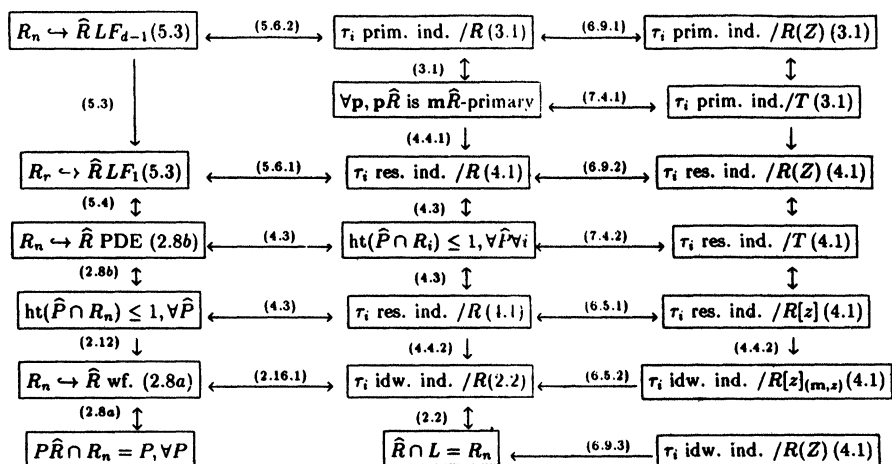 R_n ↪ R̂ LF_{d−1}(5.3) (5.6.2) τ_i prim. ind. /R (3.1) (6.9.1) τ_i prim. ind. /R(Z) (3.1)
(3.1)
(5.3) ∀p, pR̂ is mR̂-primary (7.4.1) τ_i prim. ind./T (3.1)
(4.4.1)
R_r ↪ R̂ LF_1(5.3) (5.6.1) τ_i res. ind. /R (4.1) (6.9.2) τ_i res. ind. /R(Z) (4.1)
(5.4) (4.3)
R_n ↪ R̂ PDE (2.8b) (4.3) ht(P̂ ∩ R_i) ≤ 1, ∀P̂∀i (7.4.2) τ_i res. ind. /T (4.1)
(2.8b) (4.3)
ht(P̂ ∩ R_n) ≤ 1, ∀P̂ (4.3) τ_i res. ind. /R (4.1) (6.5.1) τ_i res. ind. /R[z] (4.1)
(2.12) (4.4.2) (4.4.2)
R_n ↪ R̂ wf. (2.8a) (2.16.1) τ_i idw. ind. /R(2.2) (6.5.2) τ_i idw. ind. /R[z]_{(m,z)} (4.1)
(2.8a) (2.2)
PR̂ ∩ R_n = P, ∀P R̂ ∩ L = R_n (6.9.3) τ_i idw. ind. /R(Z) (4.1)